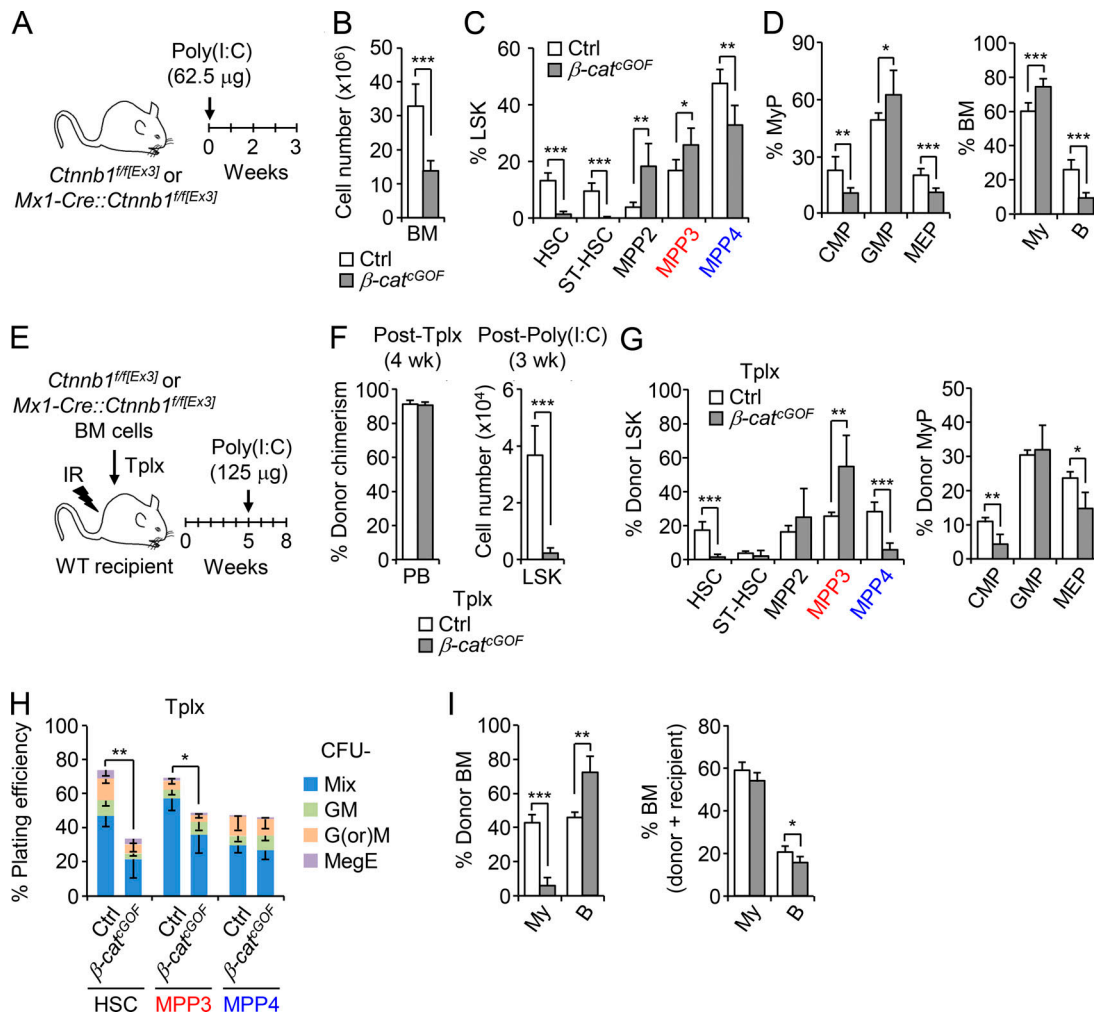 A
Poly(I:C)
(62.5 μg)
0
3
Weeks
Ctnnb1f/f[Ex3] or
Mx1-Cre::Ctnnb1f/f[Ex3]
B
Cell number (x10⁶)
50
40
30
20
10
0
***
BM
Ctrl
β-catcGOF
C
Ctrl
β-catcGOF
% LSK
60
40
20
0
***
***
**
*
**
HSC
ST-HSC
MPP2
MPP3
MPP4
D
% MyP
90
60
30
0
**
*
***
CMP
GMP
MEP
% BM
100
80
60
40
20
0
***
***
My
B
E
Ctnnb1f/f[Ex3] or
Mx1-Cre::Ctnnb1f/f[Ex3]
BM cells
Tplx
IR
WT recipient
Poly(I:C)
(125 μg)
0
5
8
Weeks
F
Post-Tplx
(4 wk)
% Donor chimerism
100
80
60
40
20
0
PB
Post-Poly(I:C)
(3 wk)
Cell number (x10⁴)
6
4
2
0
***
LSK
Tplx
Ctrl
β-catcGOF
G
Tplx
Ctrl
β-catcGOF
% Donor LSK
100
80
60
40
20
0
***
**
***
HSC
ST-HSC
MPP2
MPP3
MPP4
% Donor MyP
50
40
30
20
10
0
**
*
CMP
GMP
MEP
H
Tplx
% Plating efficiency
100
80
60
40
20
0
**
*
CFU-
Mix
GM
G(or)M
MegE
Ctrl
β-catcGOF
Ctrl
β-catcGOF
Ctrl
β-catcGOF
HSC
MPP3
MPP4
I
% Donor BM
100
80
60
40
20
0
***
**
My
B
% BM
(donor + recipient)
80
60
40
20
0
*
My
B